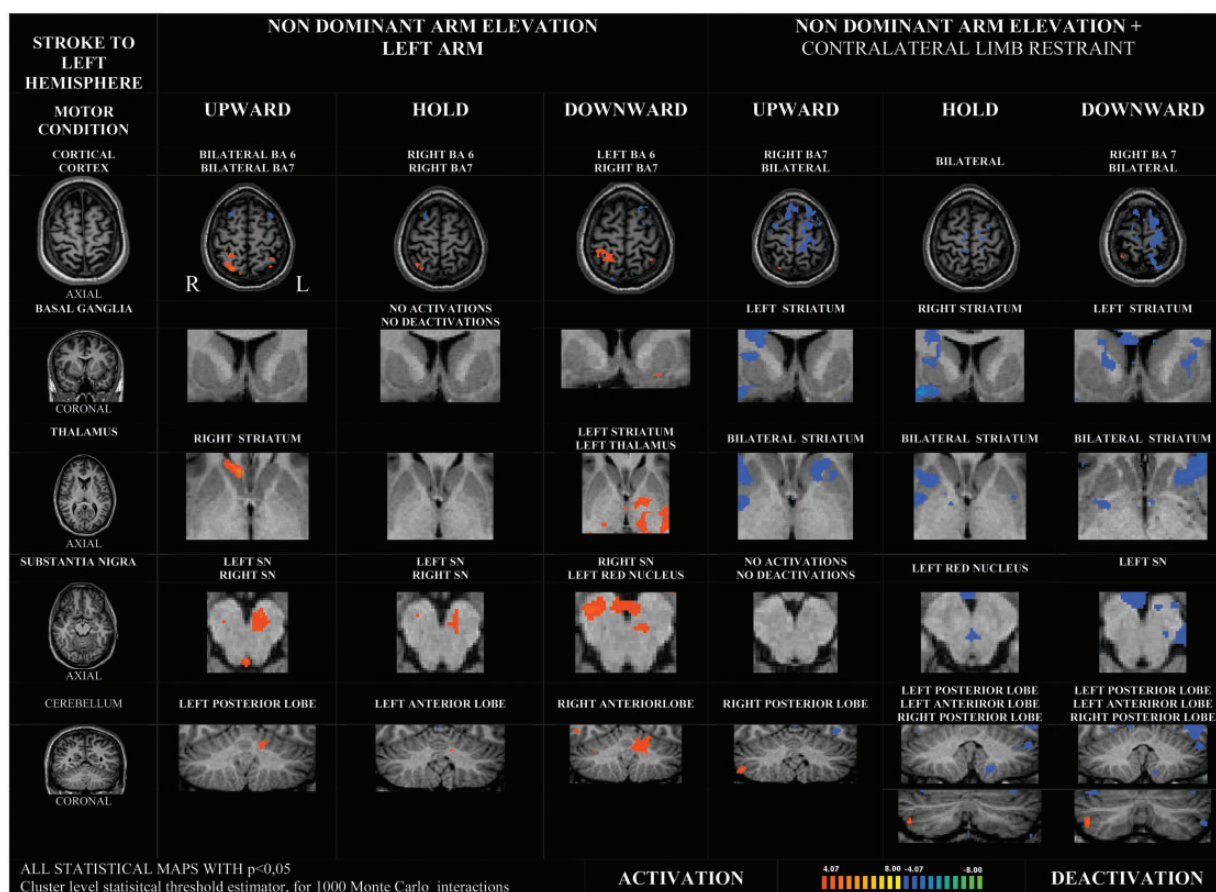 STROKE TO
LEFT
HEMISPHERE
NON DOMINANT ARM ELEVATION
LEFT ARM
NON DOMINANT ARM ELEVATION +
CONTRALATERAL LIMB RESTRAINT
MOTOR
CONDITION
UPWARD
HOLD
DOWNWARD
UPWARD
HOLD
DOWNWARD
CORTICAL
CORTEX
BILATERAL BA 6
BILATERAL BA7
RIGHT BA 6
RIGHT BA7
LEFT BA 6
RIGHT BA7
RIGHT BA7
BILATERAL
BILATERAL
RIGHT BA 7
BILATERAL
R
L
AXIAL
BASAL GANGLIA
NO ACTIVATIONS
NO DEACTIVATIONS
LEFT STRIATUM
RIGHT STRIATUM
LEFT STRIATUM
CORONAL
THALAMUS
RIGHT STRIATUM
LEFT STRIATUM
LEFT THALAMUS
BILATERAL STRIATUM
BILATERAL STRIATUM
BILATERAL STRIATUM
AXIAL
SUBSTANTIA NIGRA
LEFT SN
RIGHT SN
LEFT SN
RIGHT SN
RIGHT SN
LEFT RED NUCLEUS
NO ACTIVATIONS
NO DEACTIVATIONS
LEFT RED NUCLEUS
LEFT SN
AXIAL
CEREBELLUM
LEFT POSTERIOR LOBE
LEFT ANTERIOR LOBE
RIGHT ANTERIORLOBE
RIGHT POSTERIOR LOBE
LEFT POSTERIOR LOBE
LEFT ANTERIROR LOBE
RIGHT POSTERIOR LOBE
LEFT POSTERIOR LOBE
LEFT ANTERIROR LOBE
RIGHT POSTERIOR LOBE
CORONAL
ALL STATISTICAL MAPS WITH p<0,05
Cluster level statisitcal threshold estimator, for 1000 Monte Carlo interactions
ACTIVATION
4.07
8.00
-4.07
-8.00
DEACTIVATION